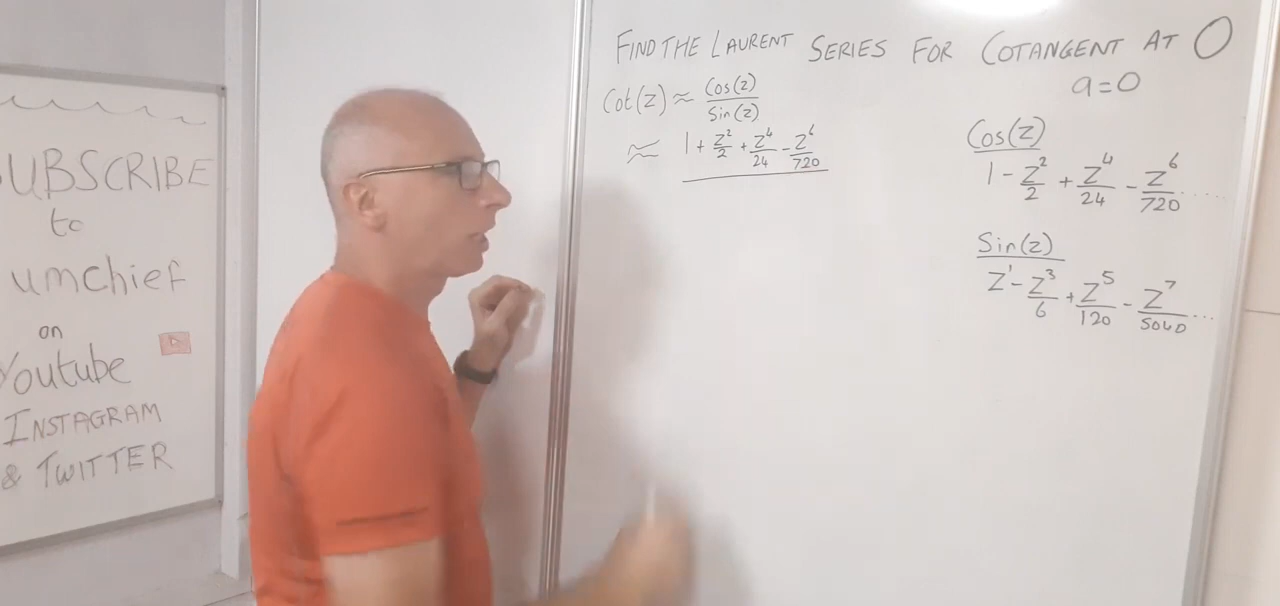 UBSCRIBE
to
umchief
on
Youtube
INSTAGRAM
& TWITTER
FIND THE LAURENT SERIES FOR COTANGENT AT 0
a=0
Cot(z) ≈ Cos(z)/Sin(z)
≈ 1 + z²/2 + z⁴/24 - z⁶/720
Cos(z)
1 - z²/2 + z⁴/24 - z⁶/720 ....
Sin(z)
z¹ - z³/6 + z⁵/120 - z⁷/5040 ...